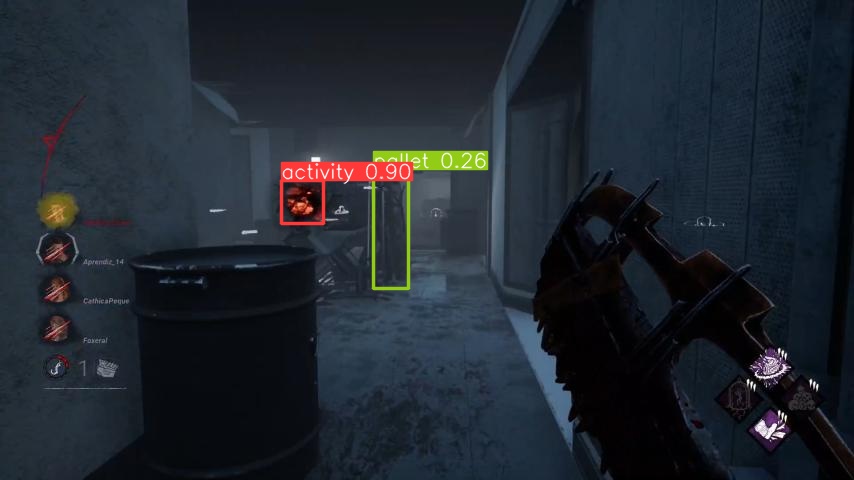 pallet 0.26
activity 0.90
Aprendiz_14
CathicaPeque
Foxeral
1